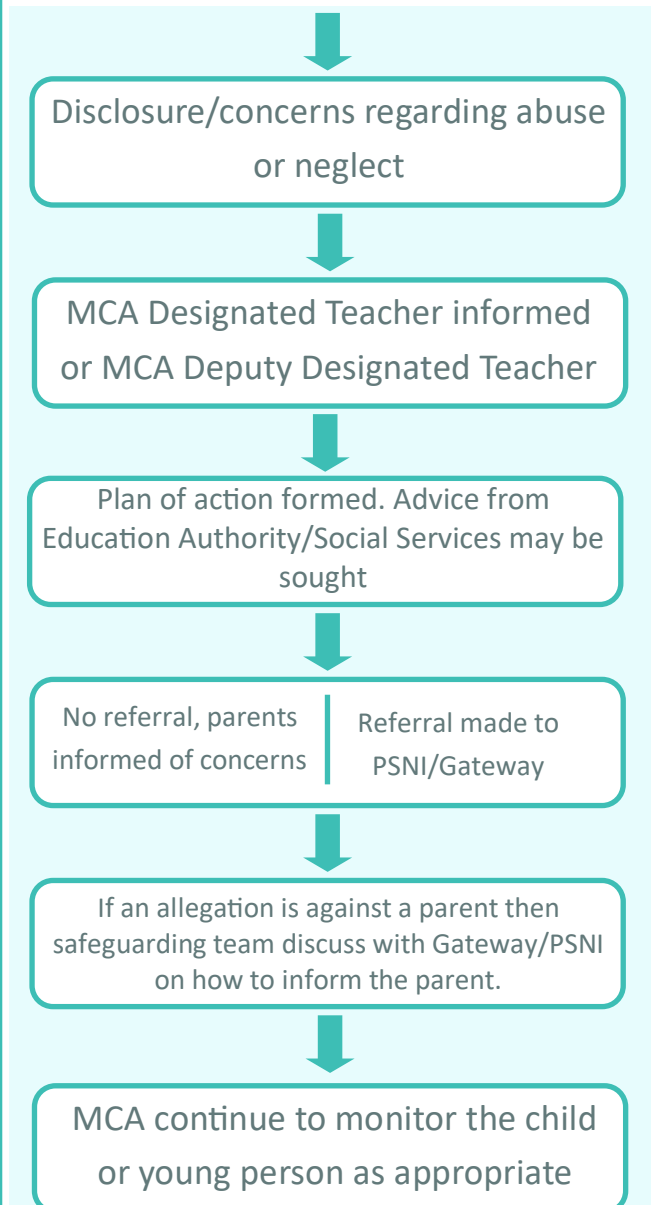 Disclosure/concerns regarding abuse
or neglect
MCA Designated Teacher informed
or MCA Deputy Designated Teacher
Plan of action formed. Advice from
Education Authority/Social Services may be
sought
No referral, parents
informed of concerns
Referral made to
PSNI/Gateway
If an allegation is against a parent then
safeguarding team discuss with Gateway/PSNI
on how to inform the parent.
MCA continue to monitor the child
or young person as appropriate